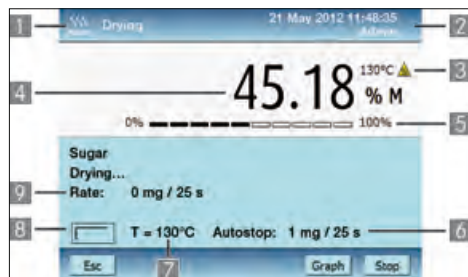 1 Drying 21 May 2012 11:48:35 2
Admin
130°C 3
4 45.18 % M
0% 100% 5
Sugar
Drying...
9 Rate: 0 mg / 25 s
8 T = 130°C Autostop: 1 mg / 25 s 6
Esc 7 Graph Stop